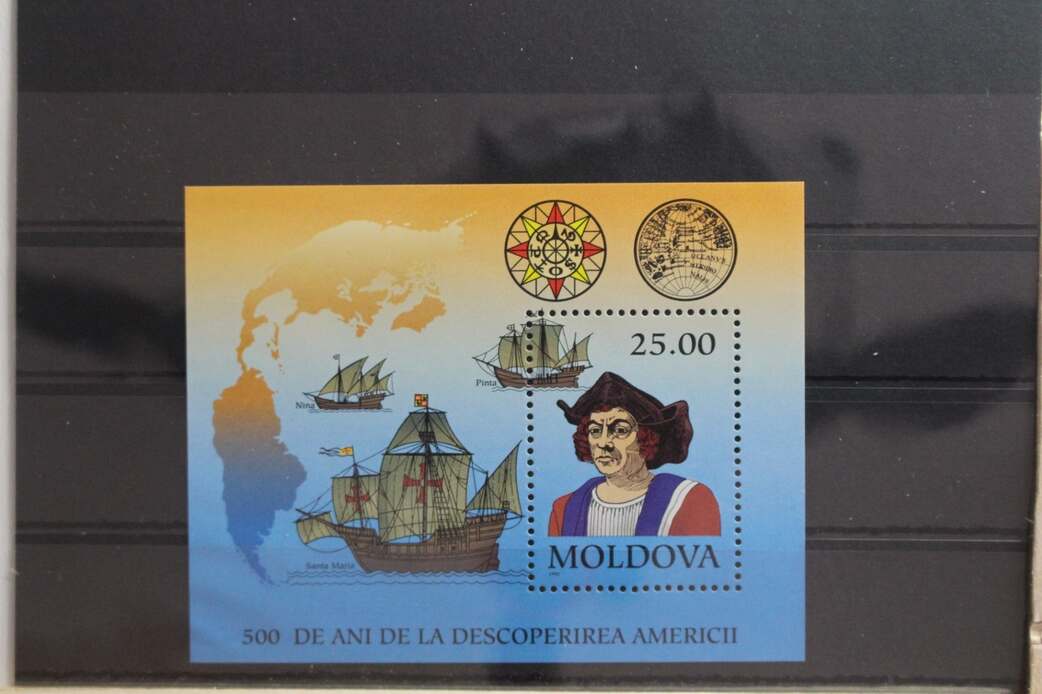 25.00
Pinta
Nina
Santa Maria
MOLDOVA
500 DE ANI DE LA DESCOPERIREA AMERICII